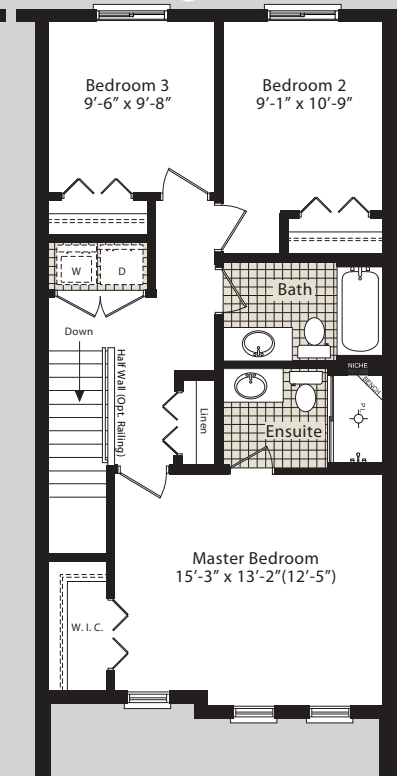 Bedroom 3
9'-6” x 9'-8”
Bedroom 2
9'-1” x 10'-9”
W
D
Bath
Down
Half Wall (Opt. Railing)
NICHE
BENCH
Linen
Ensuite
Master Bedroom
15'-3” x 13'-2”(12'-5”)
W. I. C.